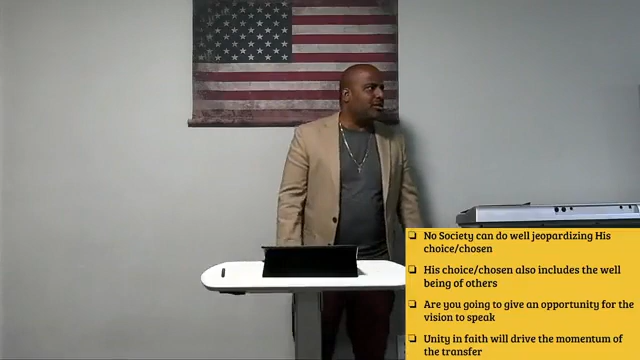 ❏ No Society can do well jeopardizing His
choice/chosen
❏ His choice/chosen also includes the well
being of others
❏ Are you going to give an opportunity for the
vision to speak
❏ Unity in faith will drive the momentum of
the transfer